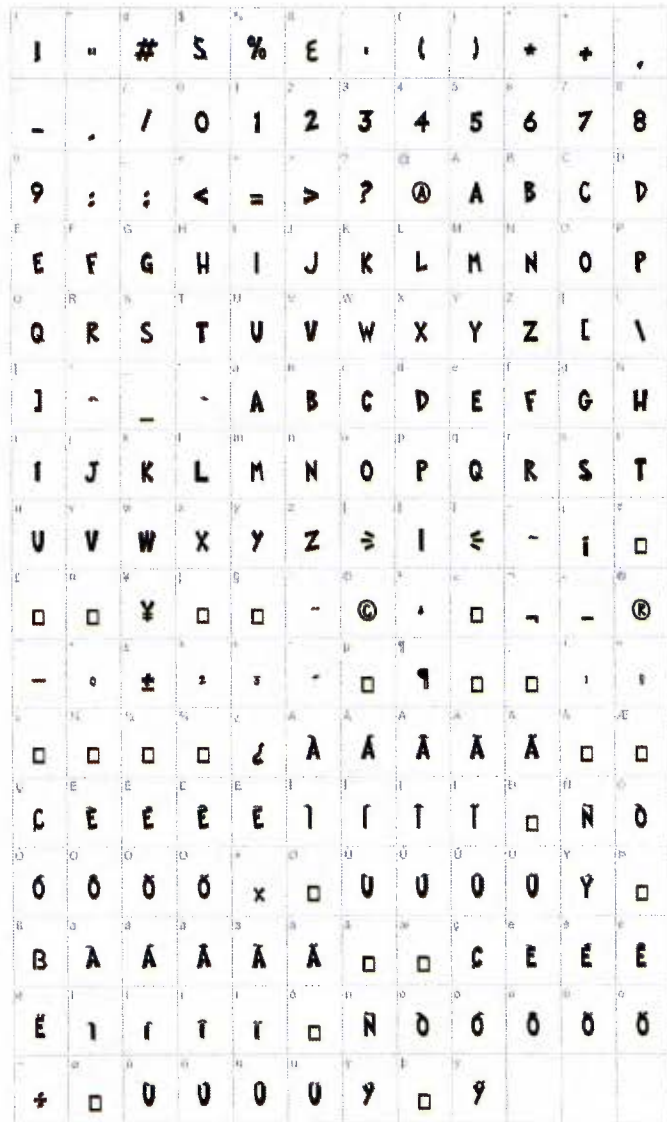 ! " # $ % & ' ( ) * + ,
- . / 0 1 2 3 4 5 6 7 8
9 : ; < = > ? @ A B C D
E F G H I J K L M N O P
Q R S T U V W X Y Z [ \
] ^ _ ` A B C D E F G H
I J K L M N O P Q R S T
U V W X Y Z { | } ~ ¡ □
□ □ ¥ □ □ ¨ © ª □ ¬ - ®
¯ ° ± ² ³ ´ □ ¶ □ □ ¹ º
□ □ □ □ ¿ À Á Â Ã Ä □ □
Ç È É Ê Ë Ì Í Î Ï □ Ñ Ò
Ó Ô Õ Ö × □ Ù Ú Û Ü Ý □
ß À Á Â Ã Ä □ □ Ç È É Ê
Ë Ì Í Î Ï □ Ñ Ò Ó Ô Õ Ö
÷ □ Ù Ú Û Ü Ý □ Ÿ